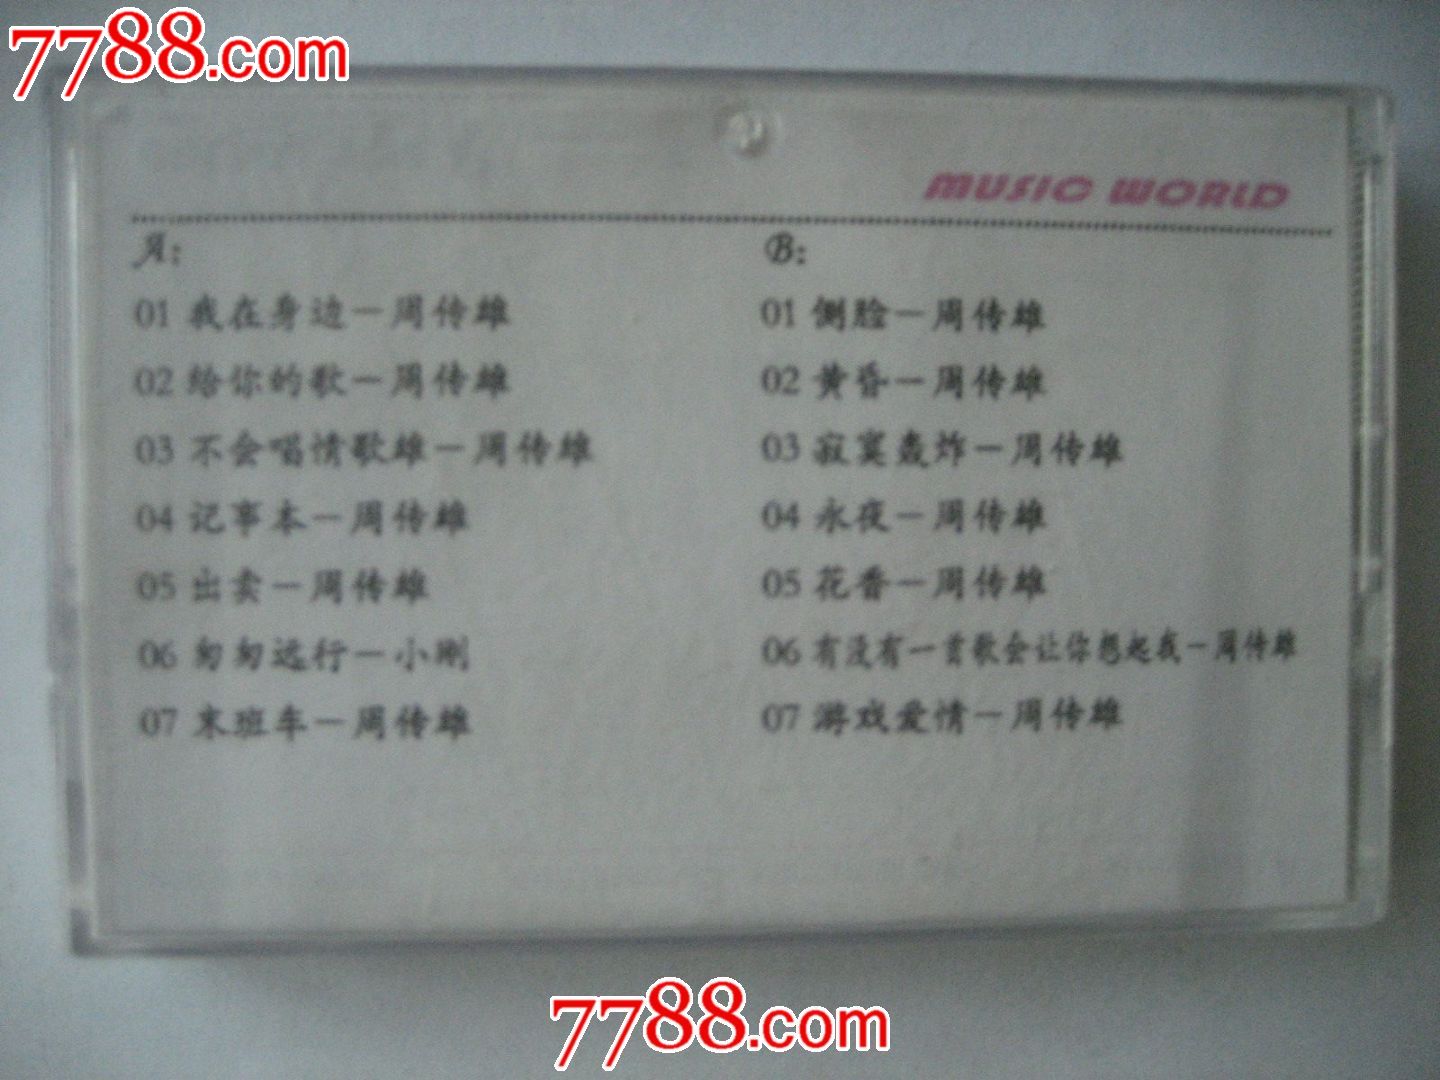 7788.com
MUSIC WORLD
A:
01 我在身边－周传雄
02 给你的歌－周传雄
03 不会唱情歌雄－周传雄
04 记事本－周传雄
05 出卖－周传雄
06 匆匆远行－小刚
07 末班车－周传雄
B:
01 侧脸－周传雄
02 黄昏－周传雄
03 寂寞轰炸－周传雄
04 永夜－周传雄
05 花香－周传雄
06 有没有一首歌会让你想起我－周传雄
07 游戏爱情－周传雄
7788.com